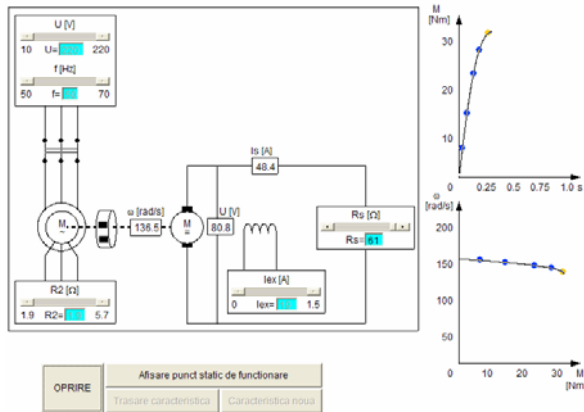 U [V]
10 U= 220
f [Hz]
50 f= 70
M
~
ω [rad/s]
136.5
M
=
Is [A]
48.4
U [V]
80.8
Rs [Ω]
Rs= 61
Iex [A]
0 Iex= 1.5
R2 [Ω]
1.9 R2= 5.7
OPRIRE
Afisare punct static de functionare
Trasare caracteristica
Caracteristica noua
M
[Nm]
30
20
10
0 0.25 0.5 0.75 1.0 s
ω
[rad/s]
200
150
100
50
0 10 20 30 M
[Nm]